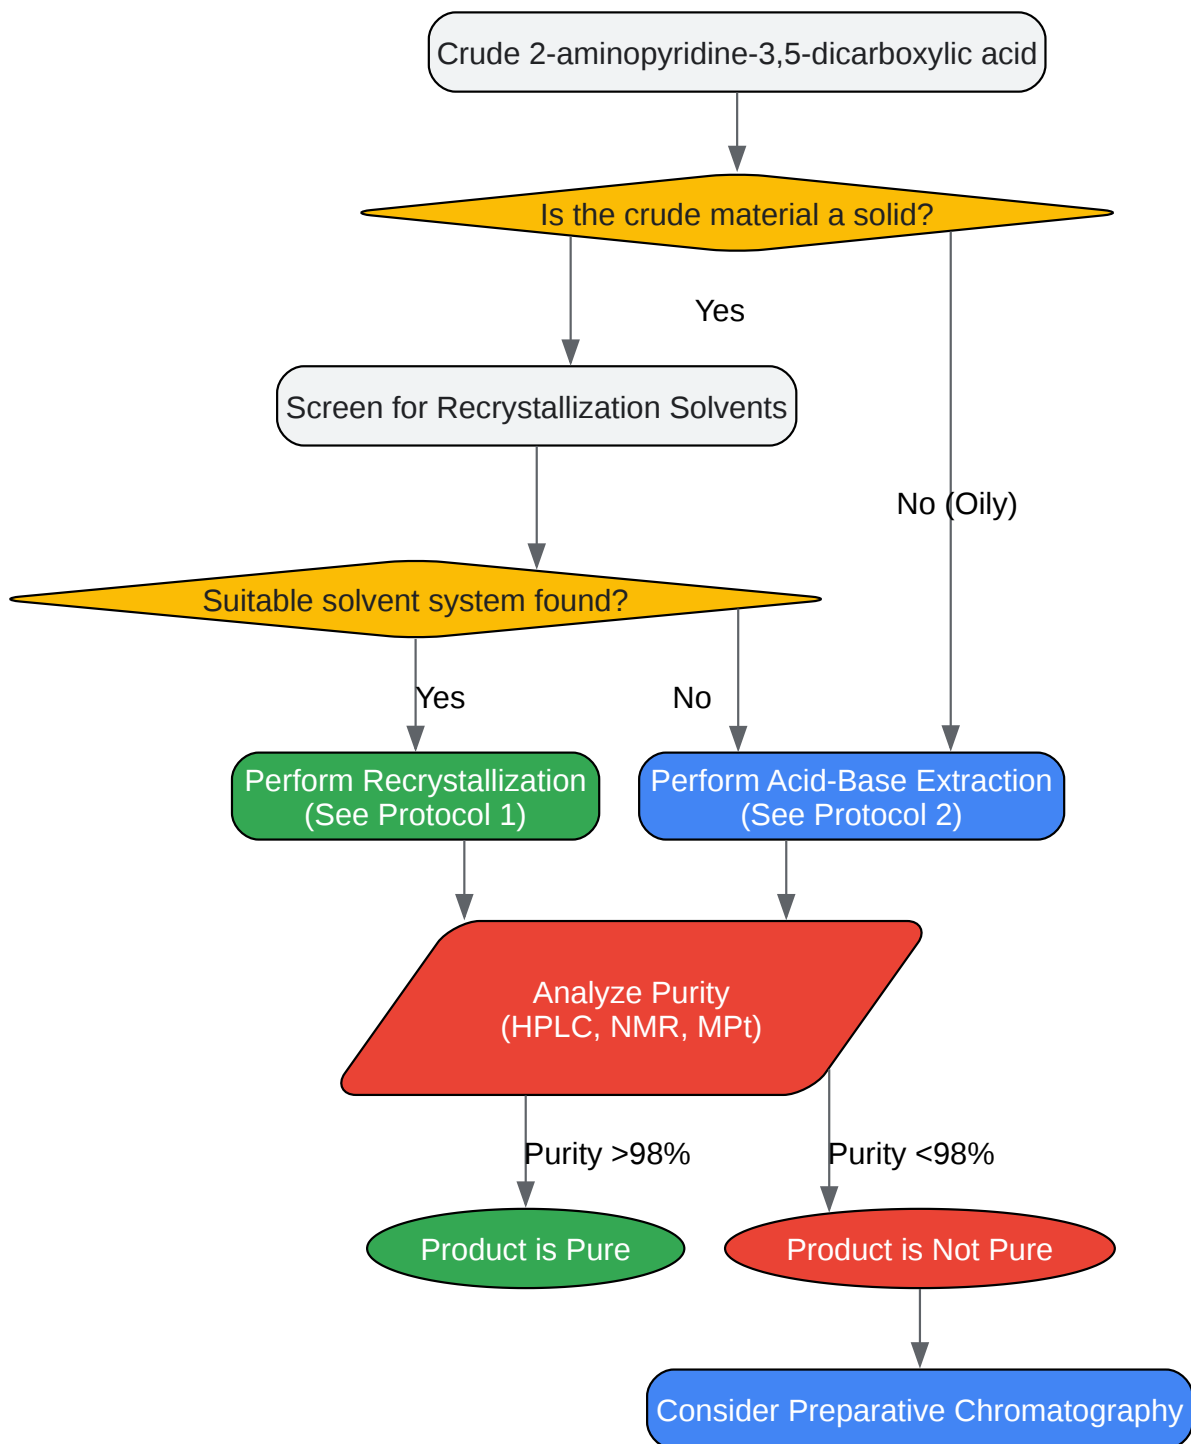 Crude 2-aminopyridine-3,5-dicarboxylic acid
Is the crude material a solid?
Yes
Screen for Recrystallization Solvents
No (Oily)
Suitable solvent system found?
Yes
No
Perform Recrystallization
(See Protocol 1)
Perform Acid-Base Extraction
(See Protocol 2)
Analyze Purity
(HPLC, NMR, MPt)
Purity >98%
Purity <98%
Product is Pure
Product is Not Pure
Consider Preparative Chromatography